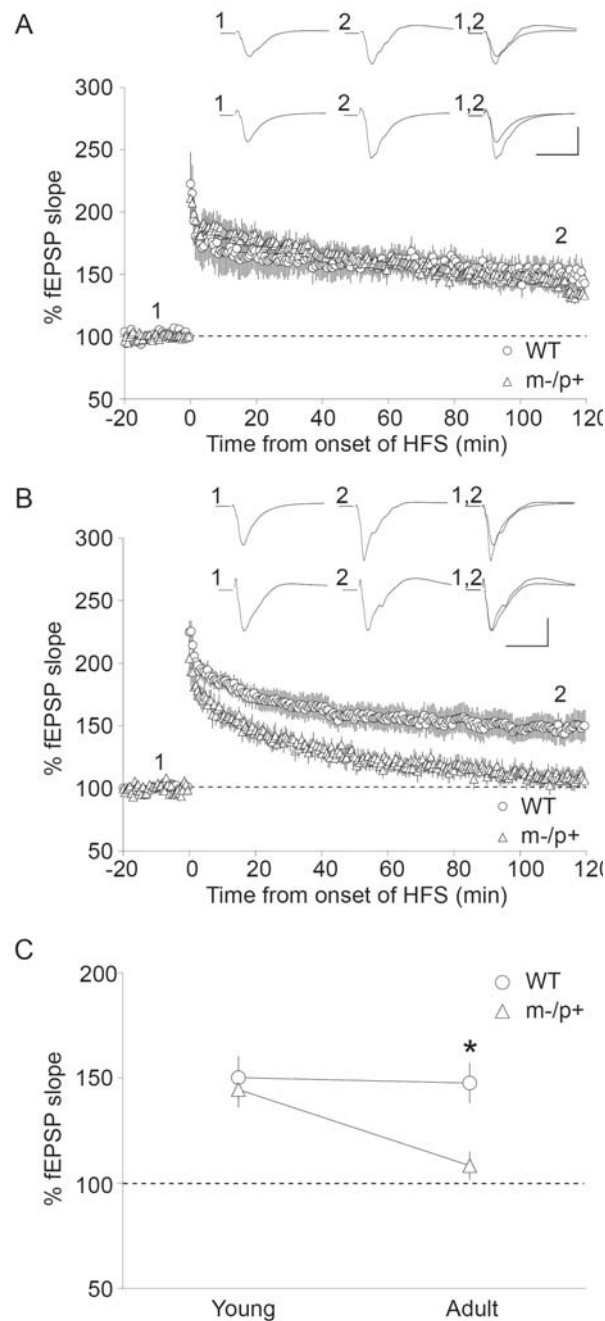 A
1 2 1,2
1 2 1,2
300
250
200
150
100
50
% fEPSP slope
1
2
WT
m-/p+
-20 0 20 40 60 80 100 120
Time from onset of HFS (min)
B
1 2 1,2
1 2 1,2
300
250
200
150
100
50
% fEPSP slope
1
2
WT
m-/p+
-20 0 20 40 60 80 100 120
Time from onset of HFS (min)
C
200
150
100
50
% fEPSP slope
WT
m-/p+
*
Young Adult